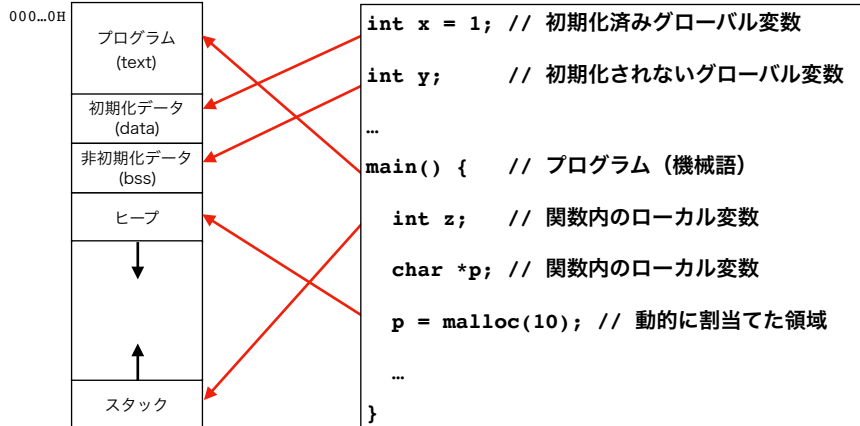 000…0H
プログラム
(text)
初期化データ
(data)
非初期化データ
(bss)
ヒープ
スタック
int x = 1; // 初期化済みグローバル変数
int y; // 初期化されないグローバル変数
…
main() { // プログラム（機械語）
int z; // 関数内のローカル変数
char *p; // 関数内のローカル変数
p = malloc(10); // 動的に割当てた領域
…
}